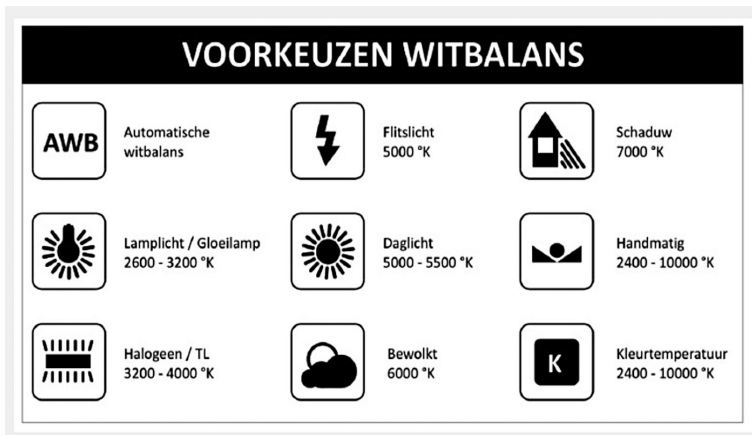 VOORKEUZEN WITBALANS
AWB
Automatische
witbalans
Flitslicht
5000 °K
Schaduw
7000 °K
Lamplicht / Gloeilamp
2600 - 3200 °K
Daglicht
5000 - 5500 °K
Handmatig
2400 - 10000 °K
Halogeen / TL
3200 - 4000 °K
Bewolkt
6000 °K
K
Kleurtemperatuur
2400 - 10000 °K